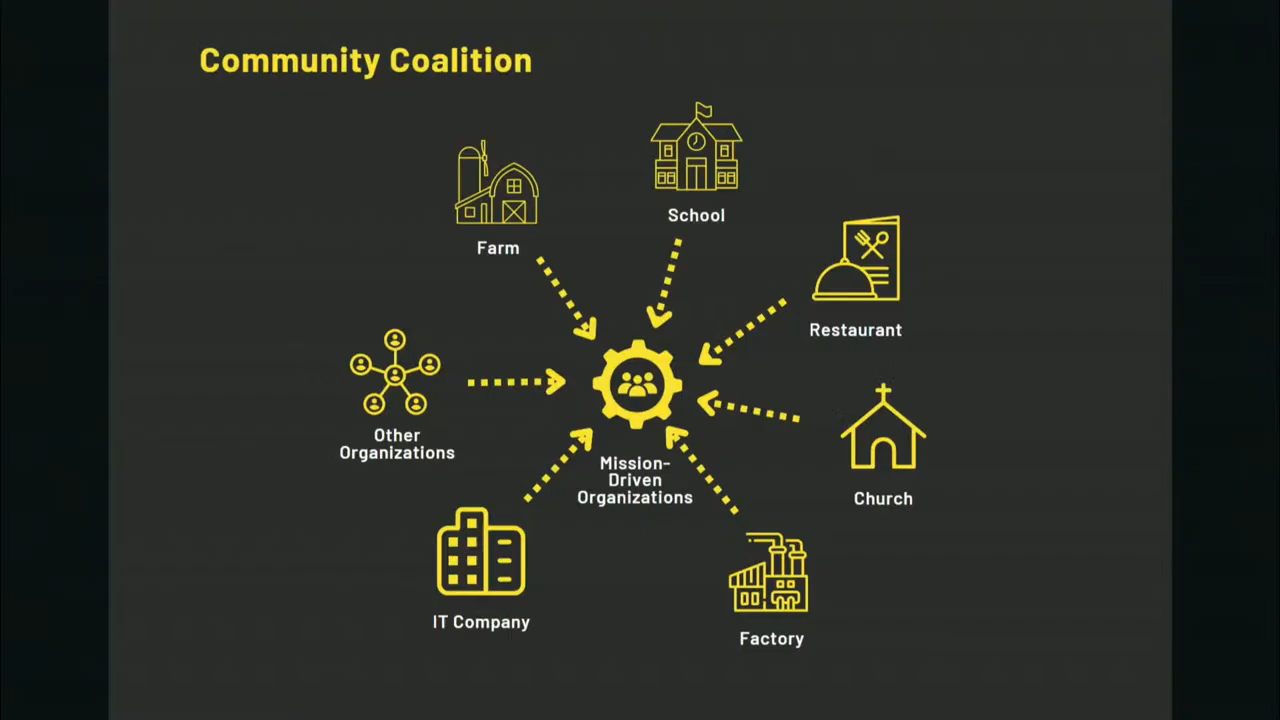 Community Coalition
School
Farm
Restaurant
Other
Organizations
Mission-
Driven
Organizations
Church
IT Company
Factory